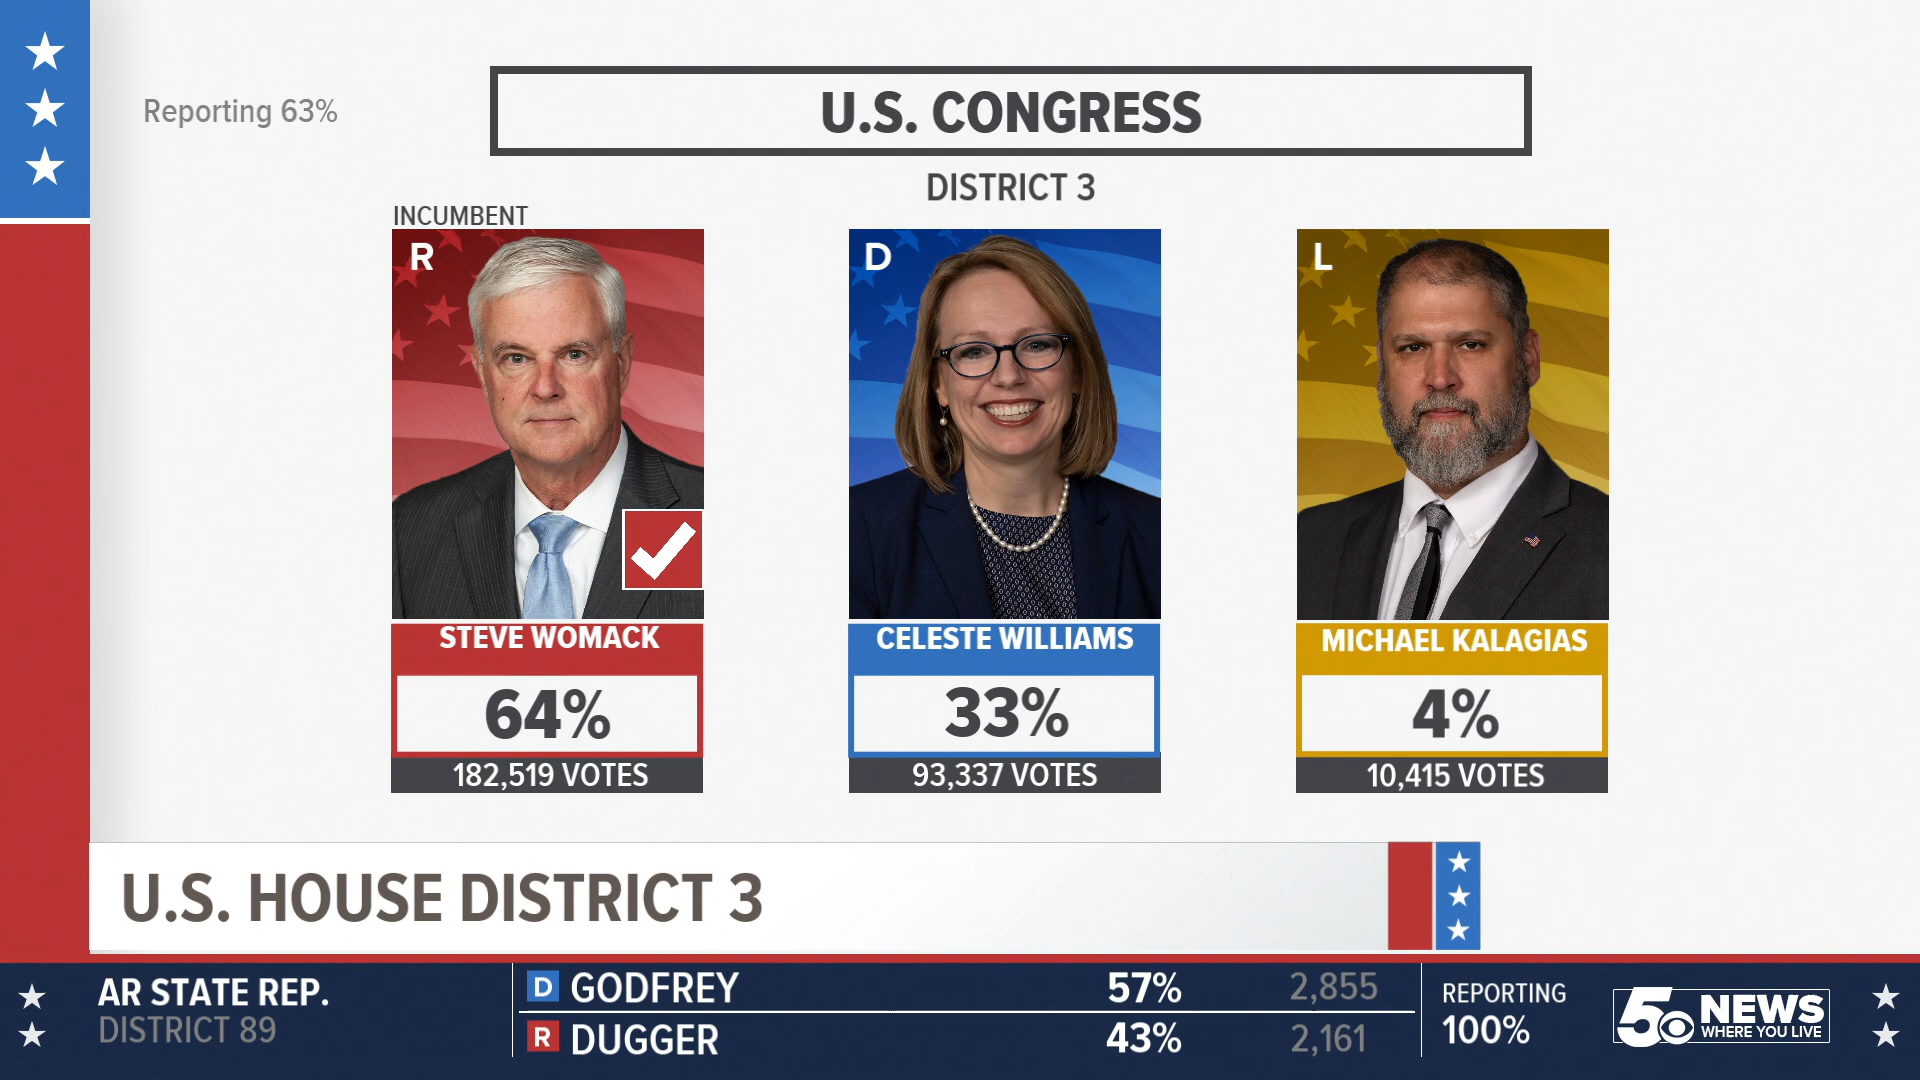 Reporting 63%
U.S. CONGRESS
DISTRICT 3
INCUMBENT
R
D
L
STEVE WOMACK
64%
182,519 VOTES
CELESTE WILLIAMS
33%
93,337 VOTES
MICHAEL KALAGIAS
4%
10,415 VOTES
U.S. HOUSE DISTRICT 3
AR STATE REP.
DISTRICT 89
D GODFREY 57% 2,855
R DUGGER 43% 2,161
REPORTING
100%
5 NEWS
WHERE YOU LIVE